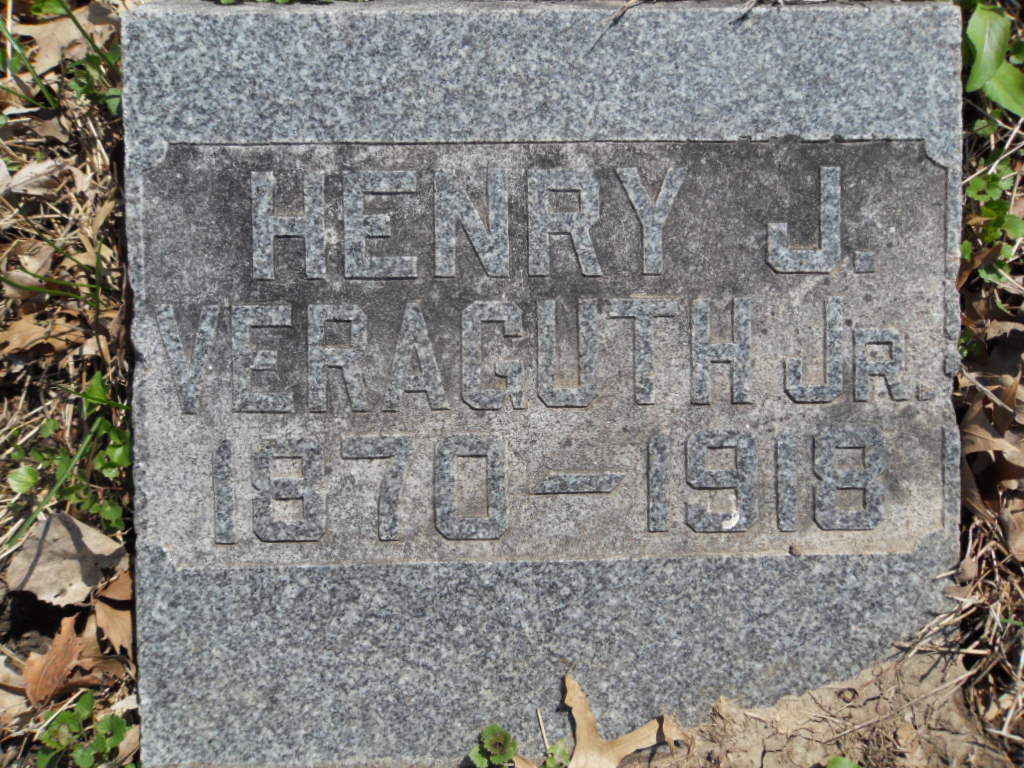 HENRY J.
VERAGUTH JR.
1870-1918